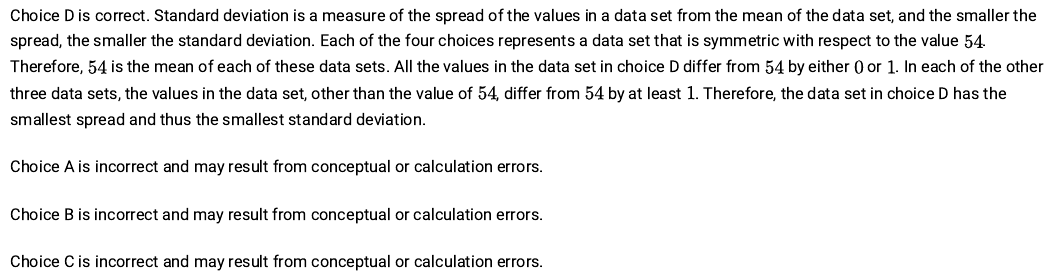 Choice D is correct. Standard deviation is a measure of the spread of the values in a data set from the mean of the data set, and the smaller the
spread, the smaller the standard deviation. Each of the four choices represents a data set that is symmetric with respect to the value 54.
Therefore, 54 is the mean of each of these data sets. All the values in the data set in choice D differ from 54 by either 0 or 1. In each of the other
three data sets, the values in the data set, other than the value of 54, differ from 54 by at least 1. Therefore, the data set in choice D has the
smallest spread and thus the smallest standard deviation.
Choice A is incorrect and may result from conceptual or calculation errors.
Choice B is incorrect and may result from conceptual or calculation errors.
Choice C is incorrect and may result from conceptual or calculation errors.